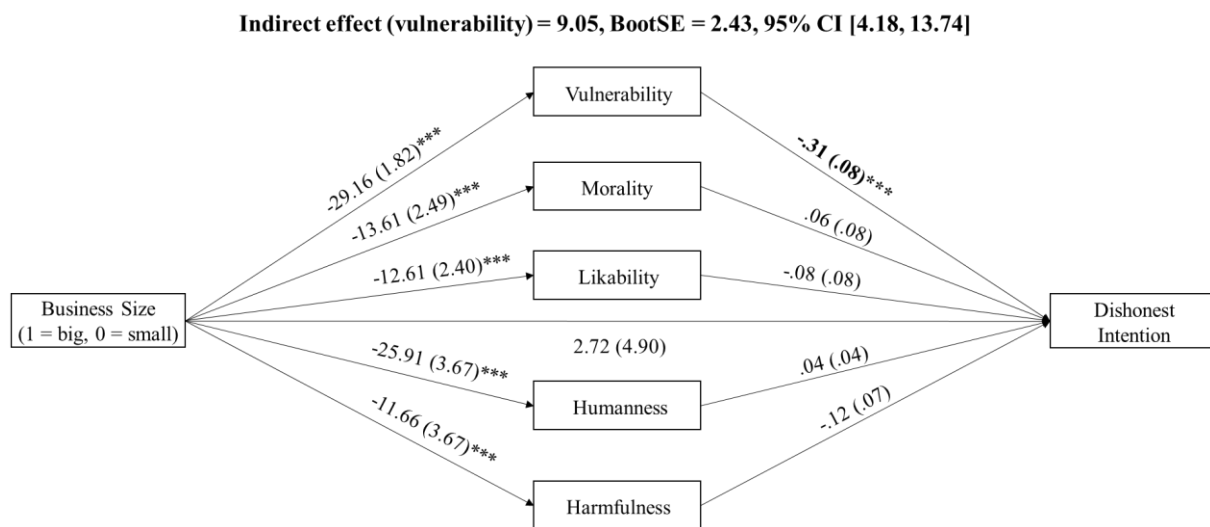 Indirect effect (vulnerability) = 9.05, BootSE = 2.43, 95% CI [4.18, 13.74]
Vulnerability
-29.16 (1.82)***
-.31 (.08)***
Morality
-13.61 (2.49)***
.06 (.08)
Likability
-12.61 (2.40)***
-.08 (.08)
Business Size
(1 = big, 0 = small)
Dishonest
Intention
2.72 (4.90)
-25.91 (3.67)***
.04 (.04)
Humanness
-11.66 (3.67)***
-.12 (.07)
Harmfulness